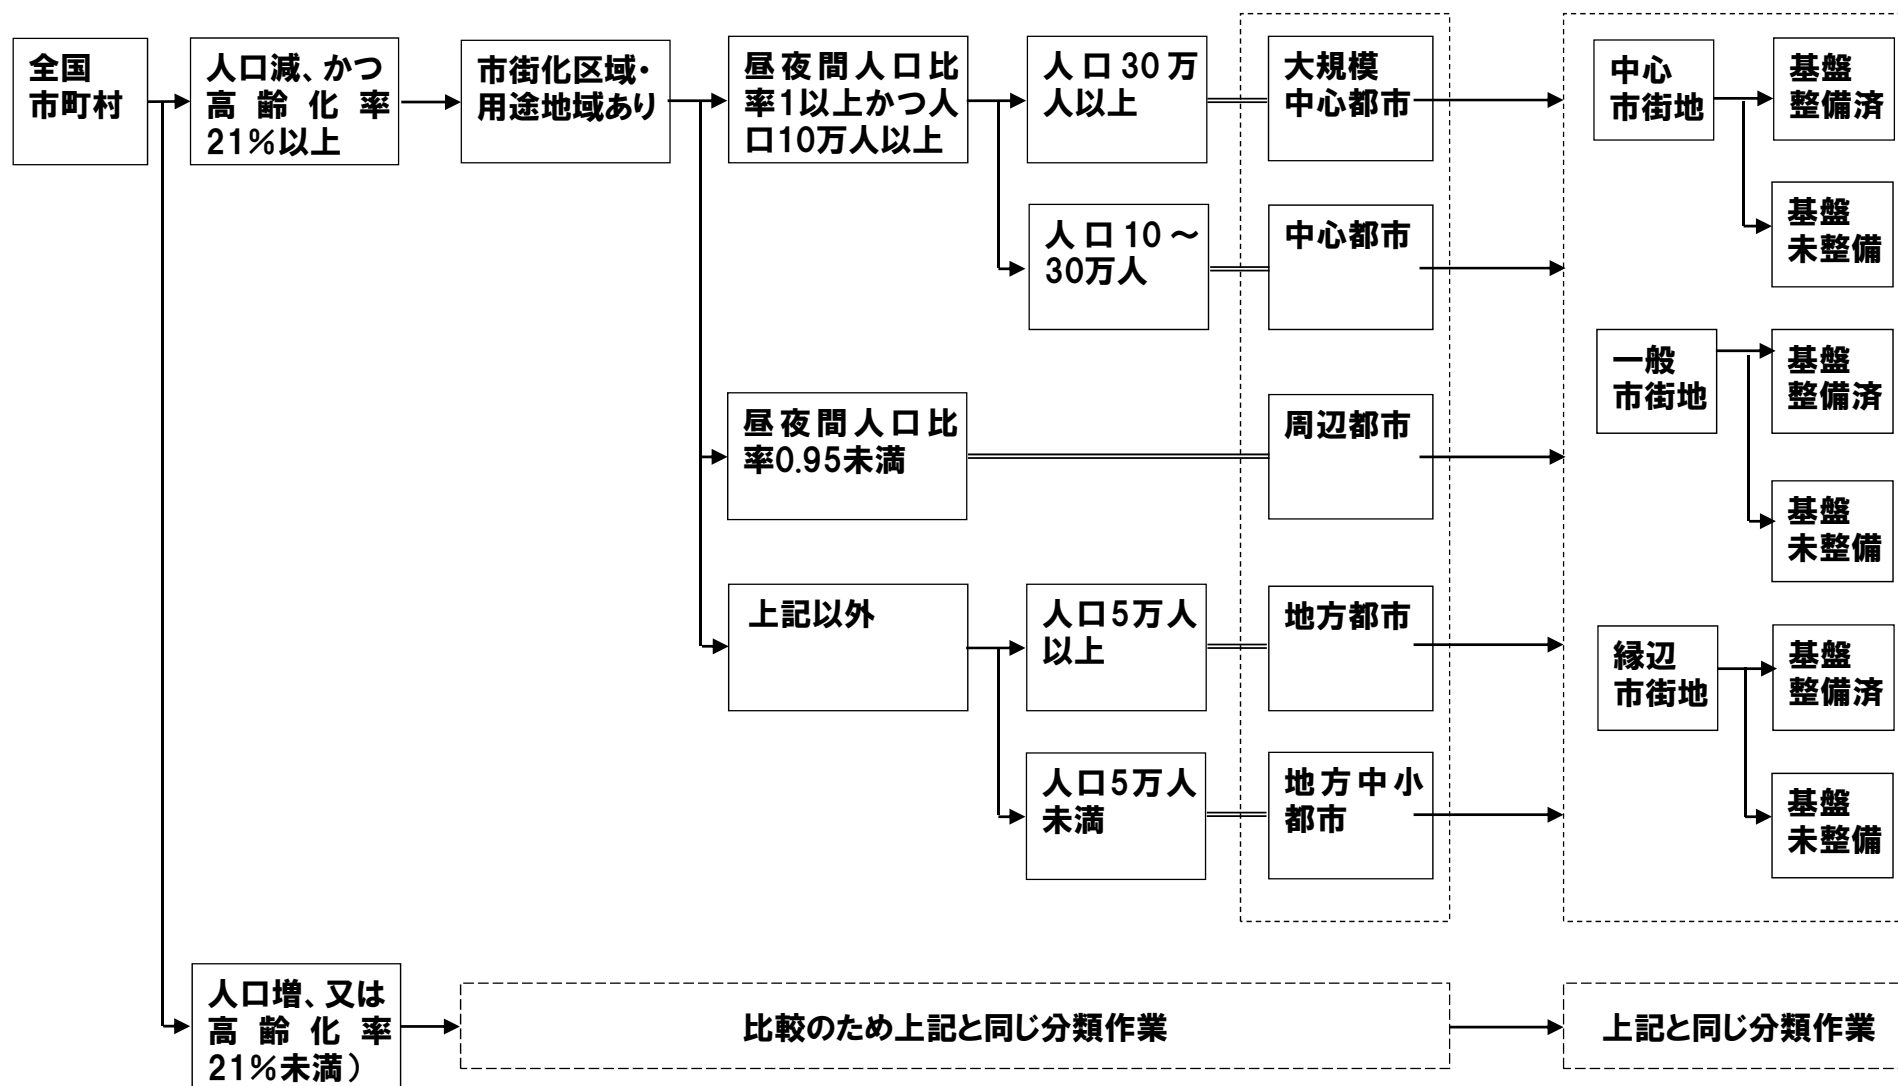 全国
市町村
人口減、かつ
高齢化率
21%以上
市街化区域・
用途地域あり
昼夜間人口比
率1以上かつ人
口10万人以上
人口30万
人以上
大規模
中心都市
中心
市街地
基盤
整備済
基盤
未整備
人口10～
30万人
中心都市
一般
市街地
基盤
整備済
基盤
未整備
昼夜間人口比
率0.95未満
周辺都市
上記以外
人口5万人
以上
地方都市
縁辺
市街地
基盤
整備済
基盤
未整備
人口5万人
未満
地方中小
都市
人口増、又は
高齢化率
21%未満）
比較のため上記と同じ分類作業
上記と同じ分類作業